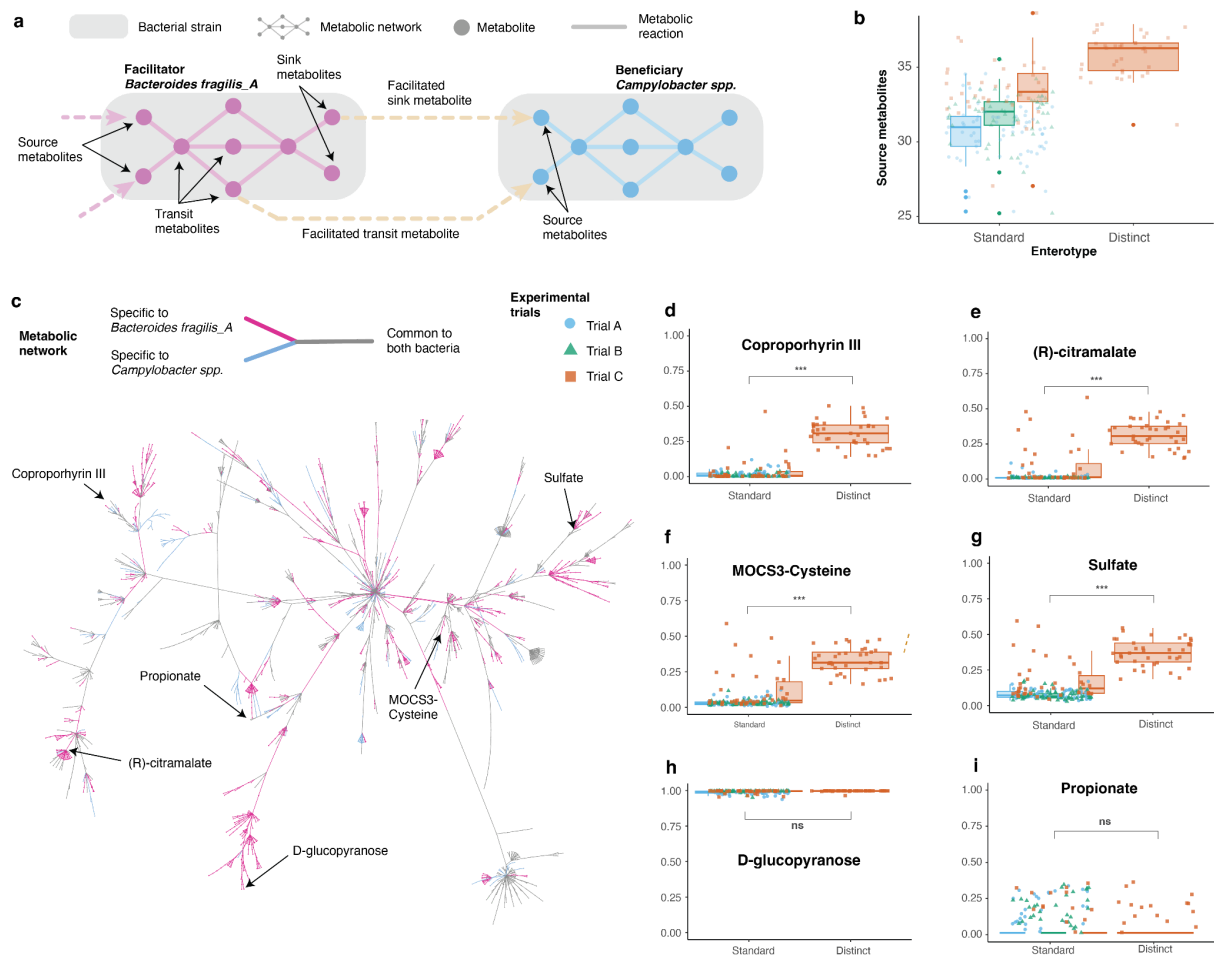 a
Bacterial strain
Metabolic network
Metabolite
Metabolic
reaction
Facilitator
Bacteroides fragilis_A
Sink
metabolites
Facilitated
sink metabolite
Beneficiary
Campylobacter spp.
Source
metabolites
Transit
metabolites
Facilitated transit metabolite
Source
metabolites
b
Source metabolites
35
30
25
Standard
Distinct
Enterotype
c
Metabolic
network
Specific to
Bacteroides fragilis_A
Specific to
Campylobacter spp.
Common to
both bacteria
Experimental
trials
Trial A
Trial B
Trial C
Coproporhyrin III
Sulfate
Propionate
MOCS3-
Cysteine
(R)-citramalate
D-glucopyranose
d
Coproporhyrin III
***
1.00
0.75
0.50
0.25
0.00
Standard
Distinct
e
(R)-citramalate
***
1.00
0.75
0.50
0.25
0.00
Standard
Distinct
f
MOCS3-Cysteine
***
1.00
0.75
0.50
0.25
0.00
Standard
Distinct
g
Sulfate
***
1.00
0.75
0.50
0.25
0.00
Standard
Distinct
h
ns
D-glucopyranose
1.00
0.75
0.50
0.25
0.00
Standard
Distinct
i
Propionate
ns
1.00
0.75
0.50
0.25
0.00
Standard
Distinct